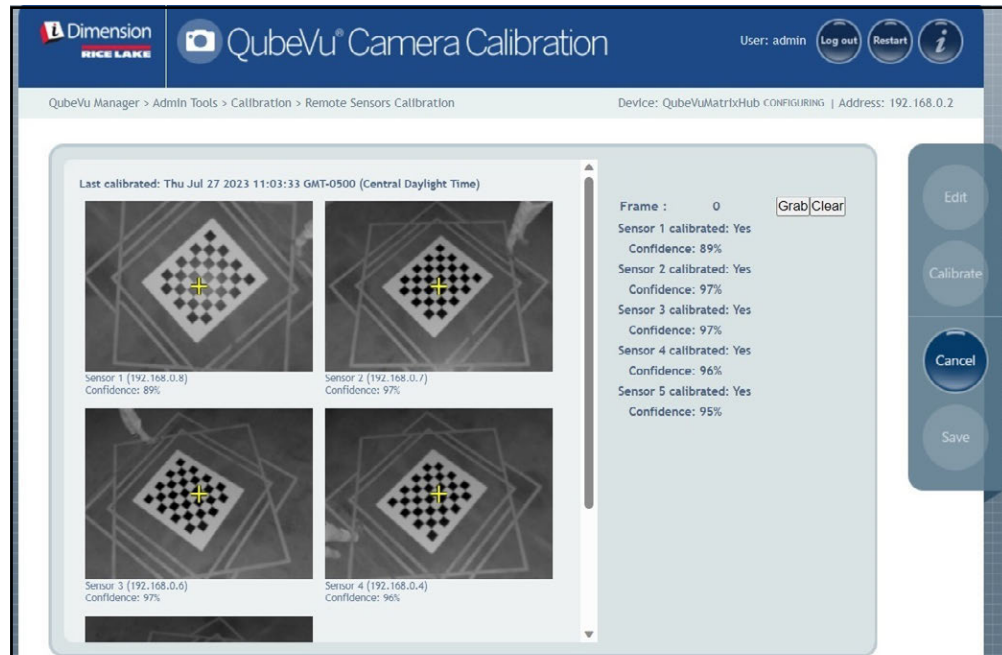 iDimension
RICE LAKE
QubeVu® Camera Calibration
User: admin
Log out
Restart
i
QubeVu Manager > Admin Tools > Calibration > Remote Sensors Calibration
Device: QubeVuMatrixHub CONFIGURING | Address: 192.168.0.2
Last calibrated: Thu Jul 27 2023 11:03:33 GMT-0500 (Central Daylight Time)
Sensor 1 (192.168.0.8)
Confidence: 89%
Sensor 2 (192.168.0.7)
Confidence: 97%
Sensor 3 (192.168.0.6)
Confidence: 97%
Sensor 4 (192.168.0.4)
Confidence: 96%
Frame : 0 Grab Clear
Sensor 1 calibrated: Yes
Confidence: 89%
Sensor 2 calibrated: Yes
Confidence: 97%
Sensor 3 calibrated: Yes
Confidence: 97%
Sensor 4 calibrated: Yes
Confidence: 96%
Sensor 5 calibrated: Yes
Confidence: 95%
Edit
Calibrate
Cancel
Save